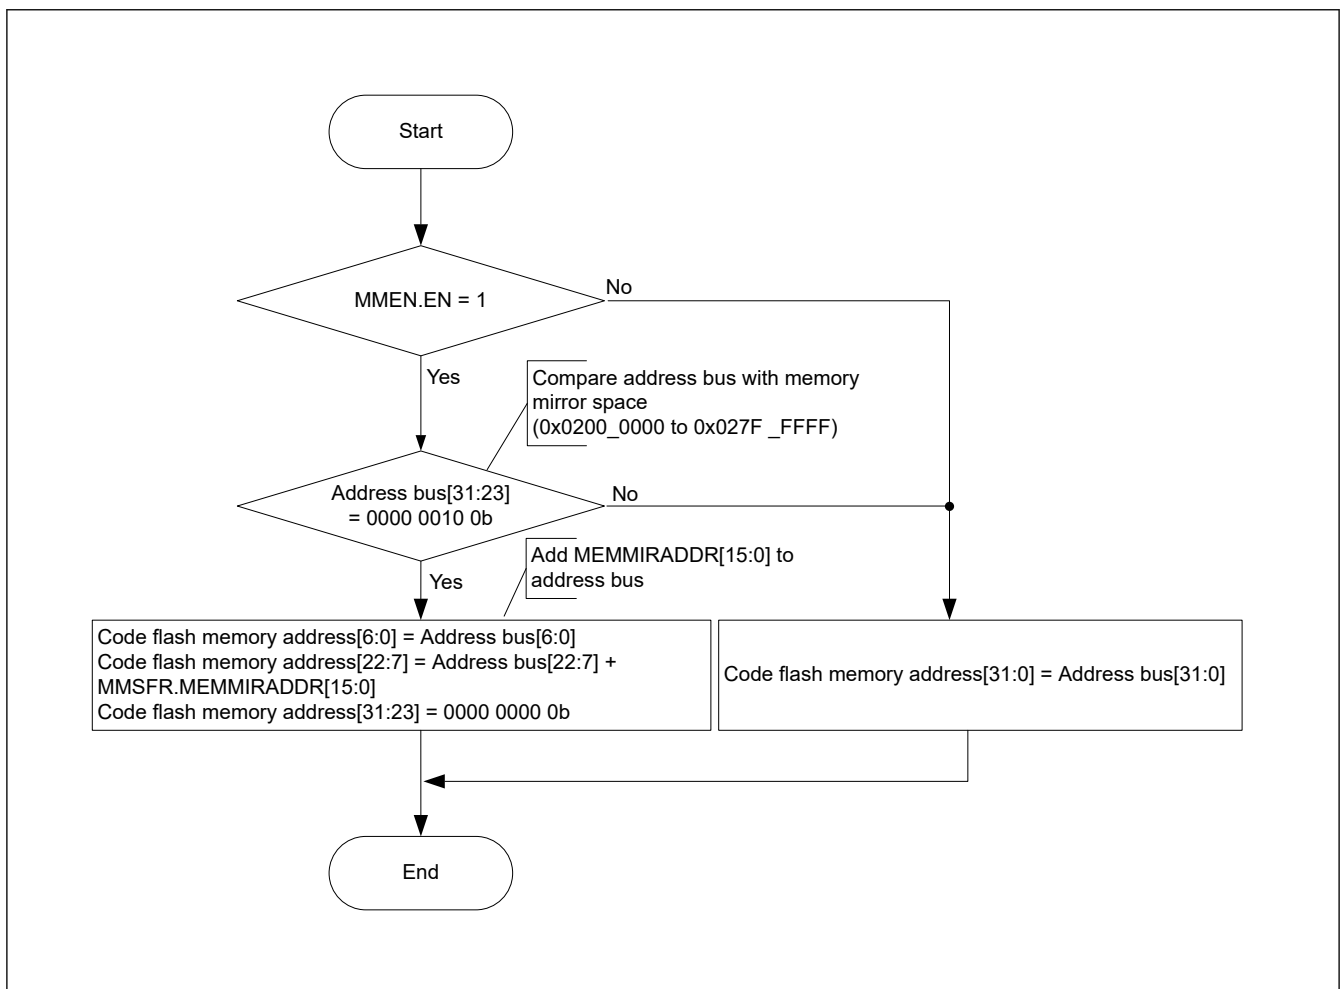 Start
MMEN.EN = 1
No
Yes
Compare address bus with memory
mirror space
(0x0200_0000 to 0x027F _FFFF)
Address bus[31:23]
= 0000 0010 0b
No
Yes
Add MEMMIRADDR[15:0] to
address bus
Code flash memory address[6:0] = Address bus[6:0]
Code flash memory address[22:7] = Address bus[22:7] +
MMSFR.MEMMIRADDR[15:0]
Code flash memory address[31:23] = 0000 0000 0b
Code flash memory address[31:0] = Address bus[31:0]
End